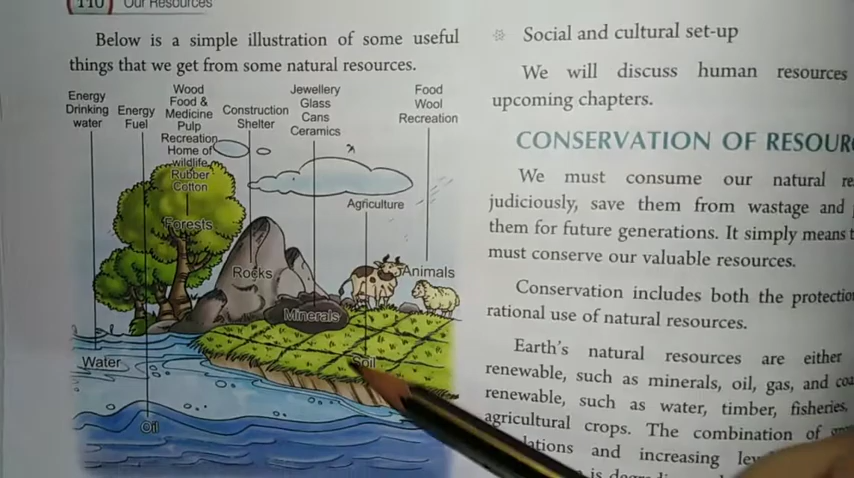 110 Our Resources
Below is a simple illustration of some useful
things that we get from some natural resources.
Energy
Drinking
water
Energy
Fuel
Wood
Food &
Medicine
Pulp
Recreation
Home of
wildlife
Rubber
Cotton
Construction
Shelter
Jewellery
Glass
Cans
Ceramics
Food
Wool
Recreation
Agriculture
Forests
Rocks
Animals
Minerals
Water
Soil
Oil
Social and cultural set-up
We will discuss human resources
upcoming chapters.
CONSERVATION OF
We must consume our natural
judiciously, save them from wastage and
them for future generations. It simply means
must conserve our valuable resources.
Conservation includes both the
rational use of natural resources.
Earth's natural resources are either
renewable, such as minerals, oil, gas, and
renewable, such as water, timber, fisheries,
agricultural crops. The combination of
and increasing
is